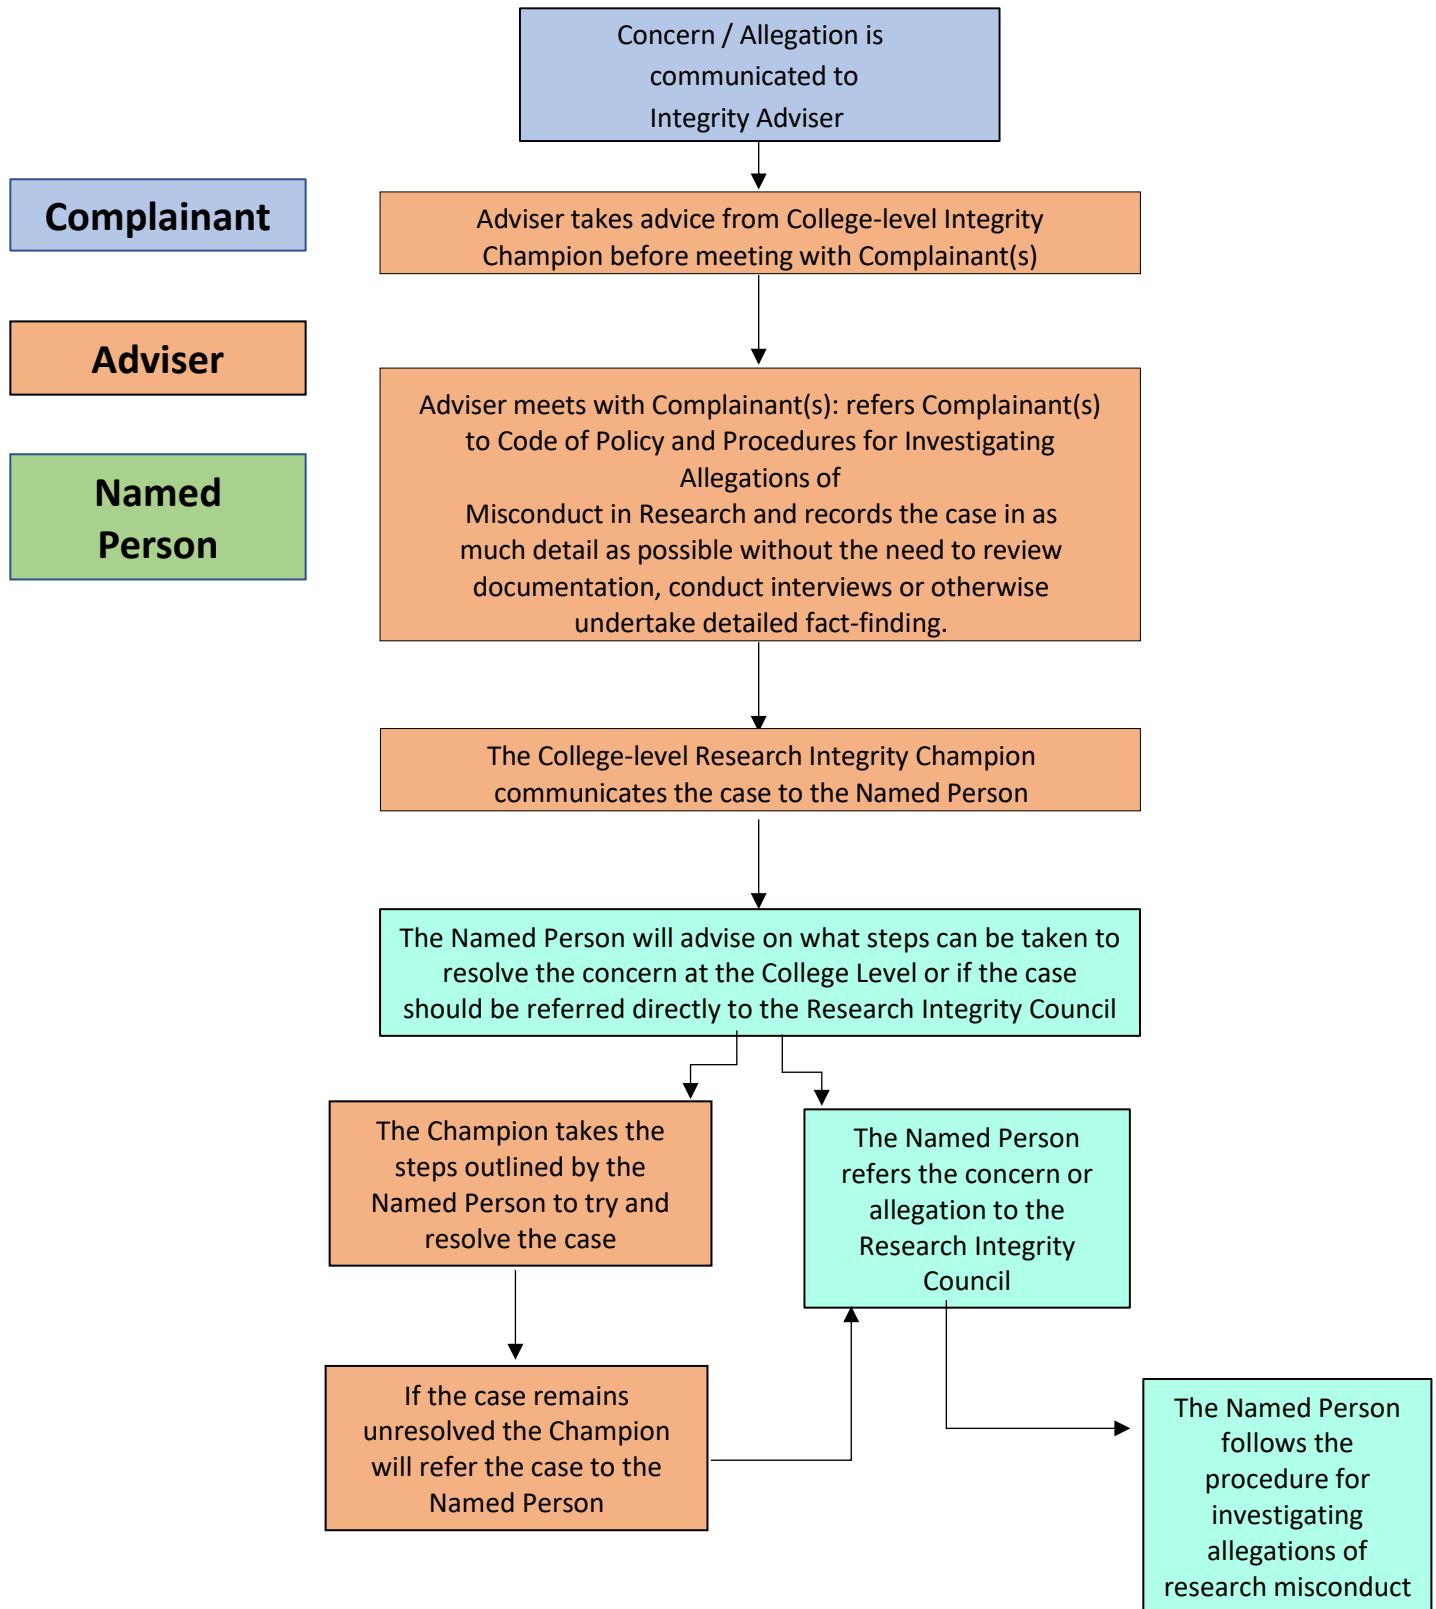 Concern / Allegation is
communicated to
Integrity Adviser
Complainant
Adviser takes advice from College-level Integrity
Champion before meeting with Complainant(s)
Adviser
Adviser meets with Complainant(s): refers Complainant(s)
to Code of Policy and Procedures for Investigating
Allegations of
Misconduct in Research and records the case in as
much detail as possible without the need to review
documentation, conduct interviews or otherwise
undertake detailed fact-finding.
Named
Person
The College-level Research Integrity Champion
communicates the case to the Named Person
The Named Person will advise on what steps can be taken to
resolve the concern at the College Level or if the case
should be referred directly to the Research Integrity Council
The Champion takes the
steps outlined by the
Named Person to try and
resolve the case
The Named Person
refers the concern or
allegation to the
Research Integrity
Council
If the case remains
unresolved the Champion
will refer the case to the
Named Person
The Named Person
follows the
procedure for
investigating
allegations of
research misconduct